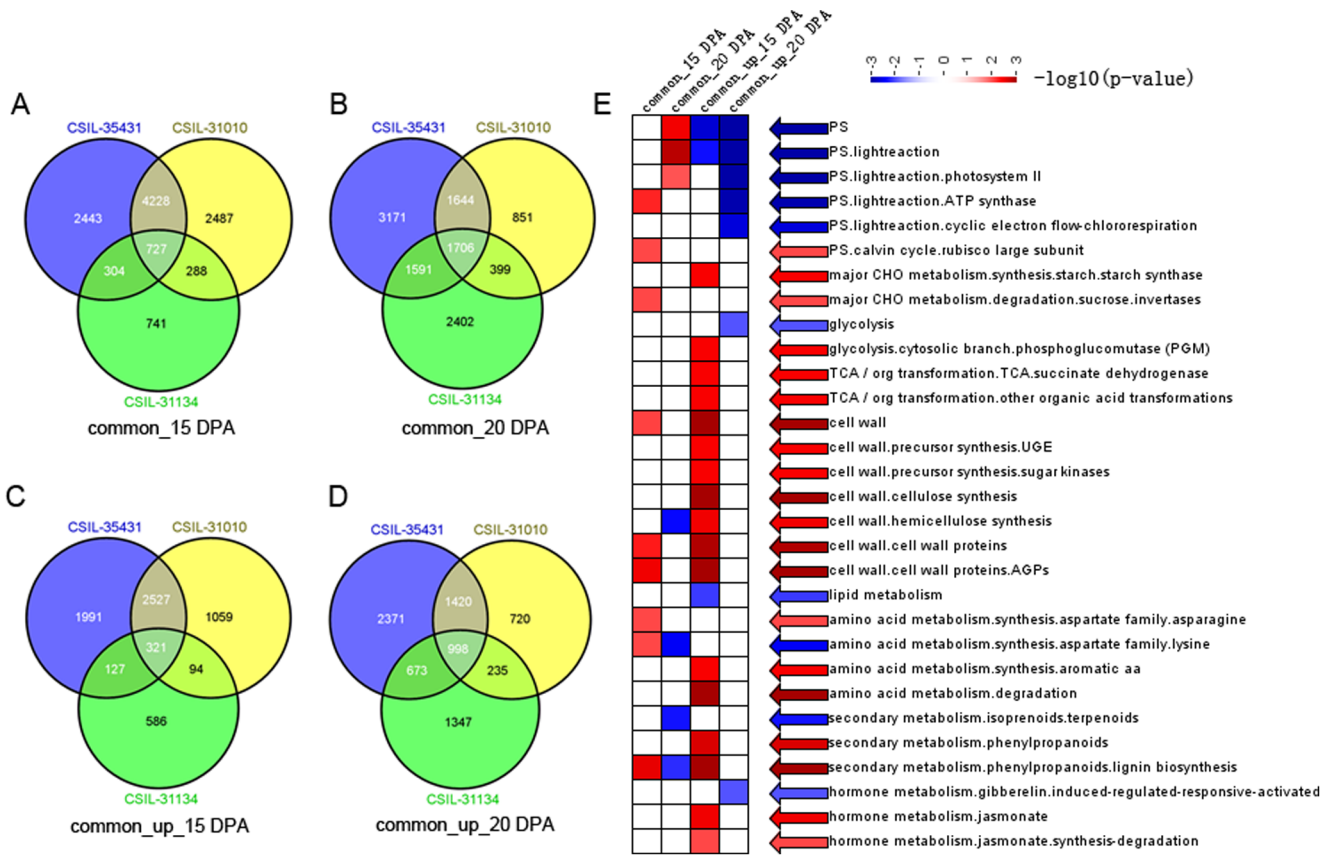 A
CSIL-35431
CSIL-31010
2443
4228
2487
727
304
288
741
CSIL-31134
common_15 DPA
B
CSIL-35431
CSIL-31010
3171
1644
851
1706
1591
399
2402
CSIL-31134
common_20 DPA
C
CSIL-35431
CSIL-31010
1991
2527
1059
321
127
94
586
CSIL-31134
common_up_15 DPA
D
CSIL-35431
CSIL-31010
2371
1420
720
998
673
235
1347
CSIL-31134
common_up_20 DPA
E
common_15 DPA
common_20 DPA
common_up_15 DPA
common_up_20 DPA
-3 -2 -1 0 1 2 3
-log10(p-value)
PS
PS.lightreaction
PS.lightreaction.photosystem II
PS.lightreaction.ATP synthase
PS.lightreaction.cyclic electron flow-chlororespiration
PS.calvin cycle.rubisco large subunit
major CHO metabolism.synthesis.starch.starch synthase
major CHO metabolism.degradation.sucrose.invertases
glycolysis
glycolysis.cytosolic branch.phosphoglucomutase (PGM)
TCA / org transformation.TCA.succinate dehydrogenase
TCA / org transformation.other organic acid transformations
cell wall
cell wall.precursor synthesis.UGE
cell wall.precursor synthesis.sugar kinases
cell wall.cellulose synthesis
cell wall.hemicellulose synthesis
cell wall.cell wall proteins
cell wall.cell wall proteins.AGPs
lipid metabolism
amino acid metabolism.synthesis.aspartate family.asparagine
amino acid metabolism.synthesis.aspartate family.lysine
amino acid metabolism.synthesis.aromatic aa
amino acid metabolism.degradation
secondary metabolism.isoprenoids.terpenoids
secondary metabolism.phenylpropanoids
secondary metabolism.phenylpropanoids.lignin biosynthesis
hormone metabolism.gibberelin.induced-regulated-responsive-activated
hormone metabolism.jasmonate
hormone metabolism.jasmonate.synthesis-degradation